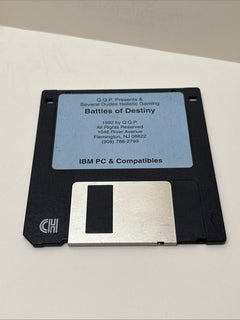 Q.Q.P. Presents &
Several Dudes Holistic Gaming
Battles of Destiny
1992 by Q.Q.P.
All Rights Reserved
1046 River Avenue
Flemington, NJ 08822
(908) 788-2799
IBM PC & Compatibles